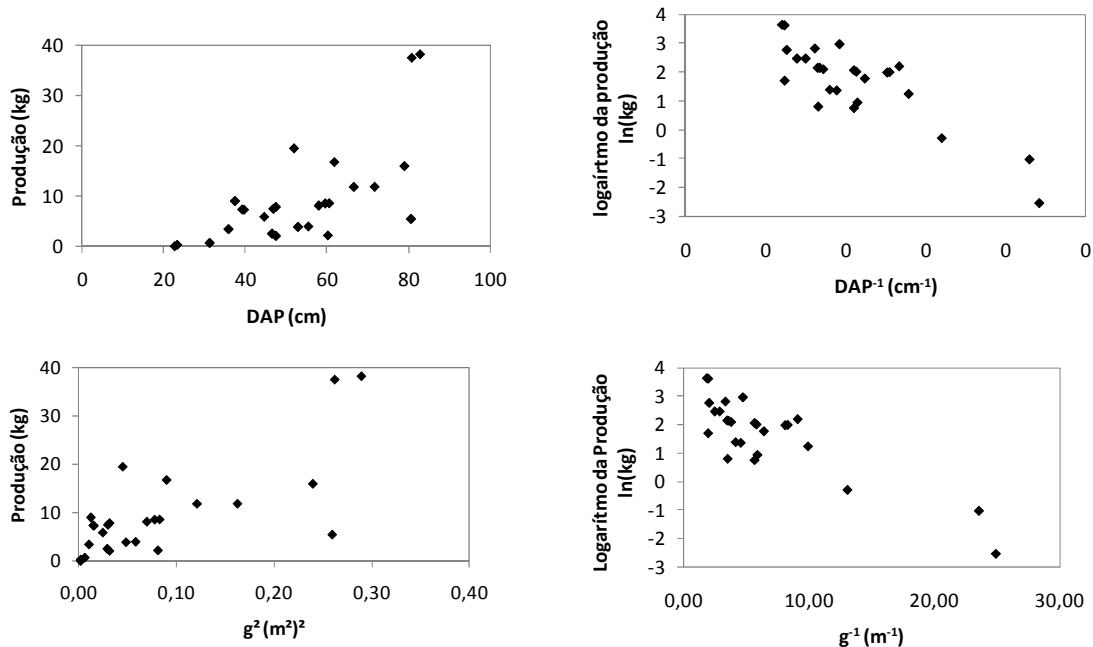 40
30
20
10
0
Produção (kg)
0 20 40 60 80 100
DAP (cm)
4
3
2
1
0
-1
-2
-3
logaírtmo da produção
ln(kg)
0 0 0 0 0 0
DAP⁻¹ (cm⁻¹)
40
30
20
10
0
Produção (kg)
0,00 0,10 0,20 0,30 0,40
g² (m²)²
4
3
2
1
0
-1
-2
-3
Logarítmo da Produção
ln(kg)
0,00 10,00 20,00 30,00
g⁻¹ (m⁻¹)